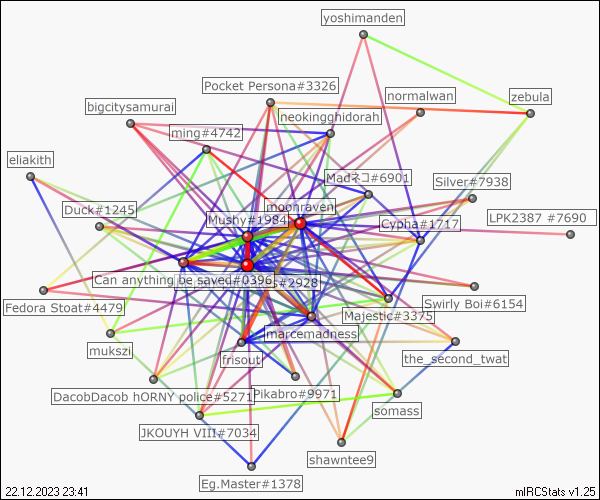 yoshimanden
Pocket Persona#3326
normalwan
zebula
bigcitysamurai
neokingghidorah
ming#4742
eliakith
Madネコ#6901
Silver#7938
moonraven
Duck#1245
Mushy#1984
Cypha#1717
LPK2387 #7690
Can anything be saved#0396
#2928
Swirly Boi#6154
Fedora Stoat#4479
Majestic#3375
marcemadness
mukszi
frisout
the_second_twat
DacobDacob hORNY police#5271
Pikabro#9971
somass
JKOUYH VIII#7034
shawntee9
Eg.Master#1378
22.12.2023 23:41
mIRCStats v1.25